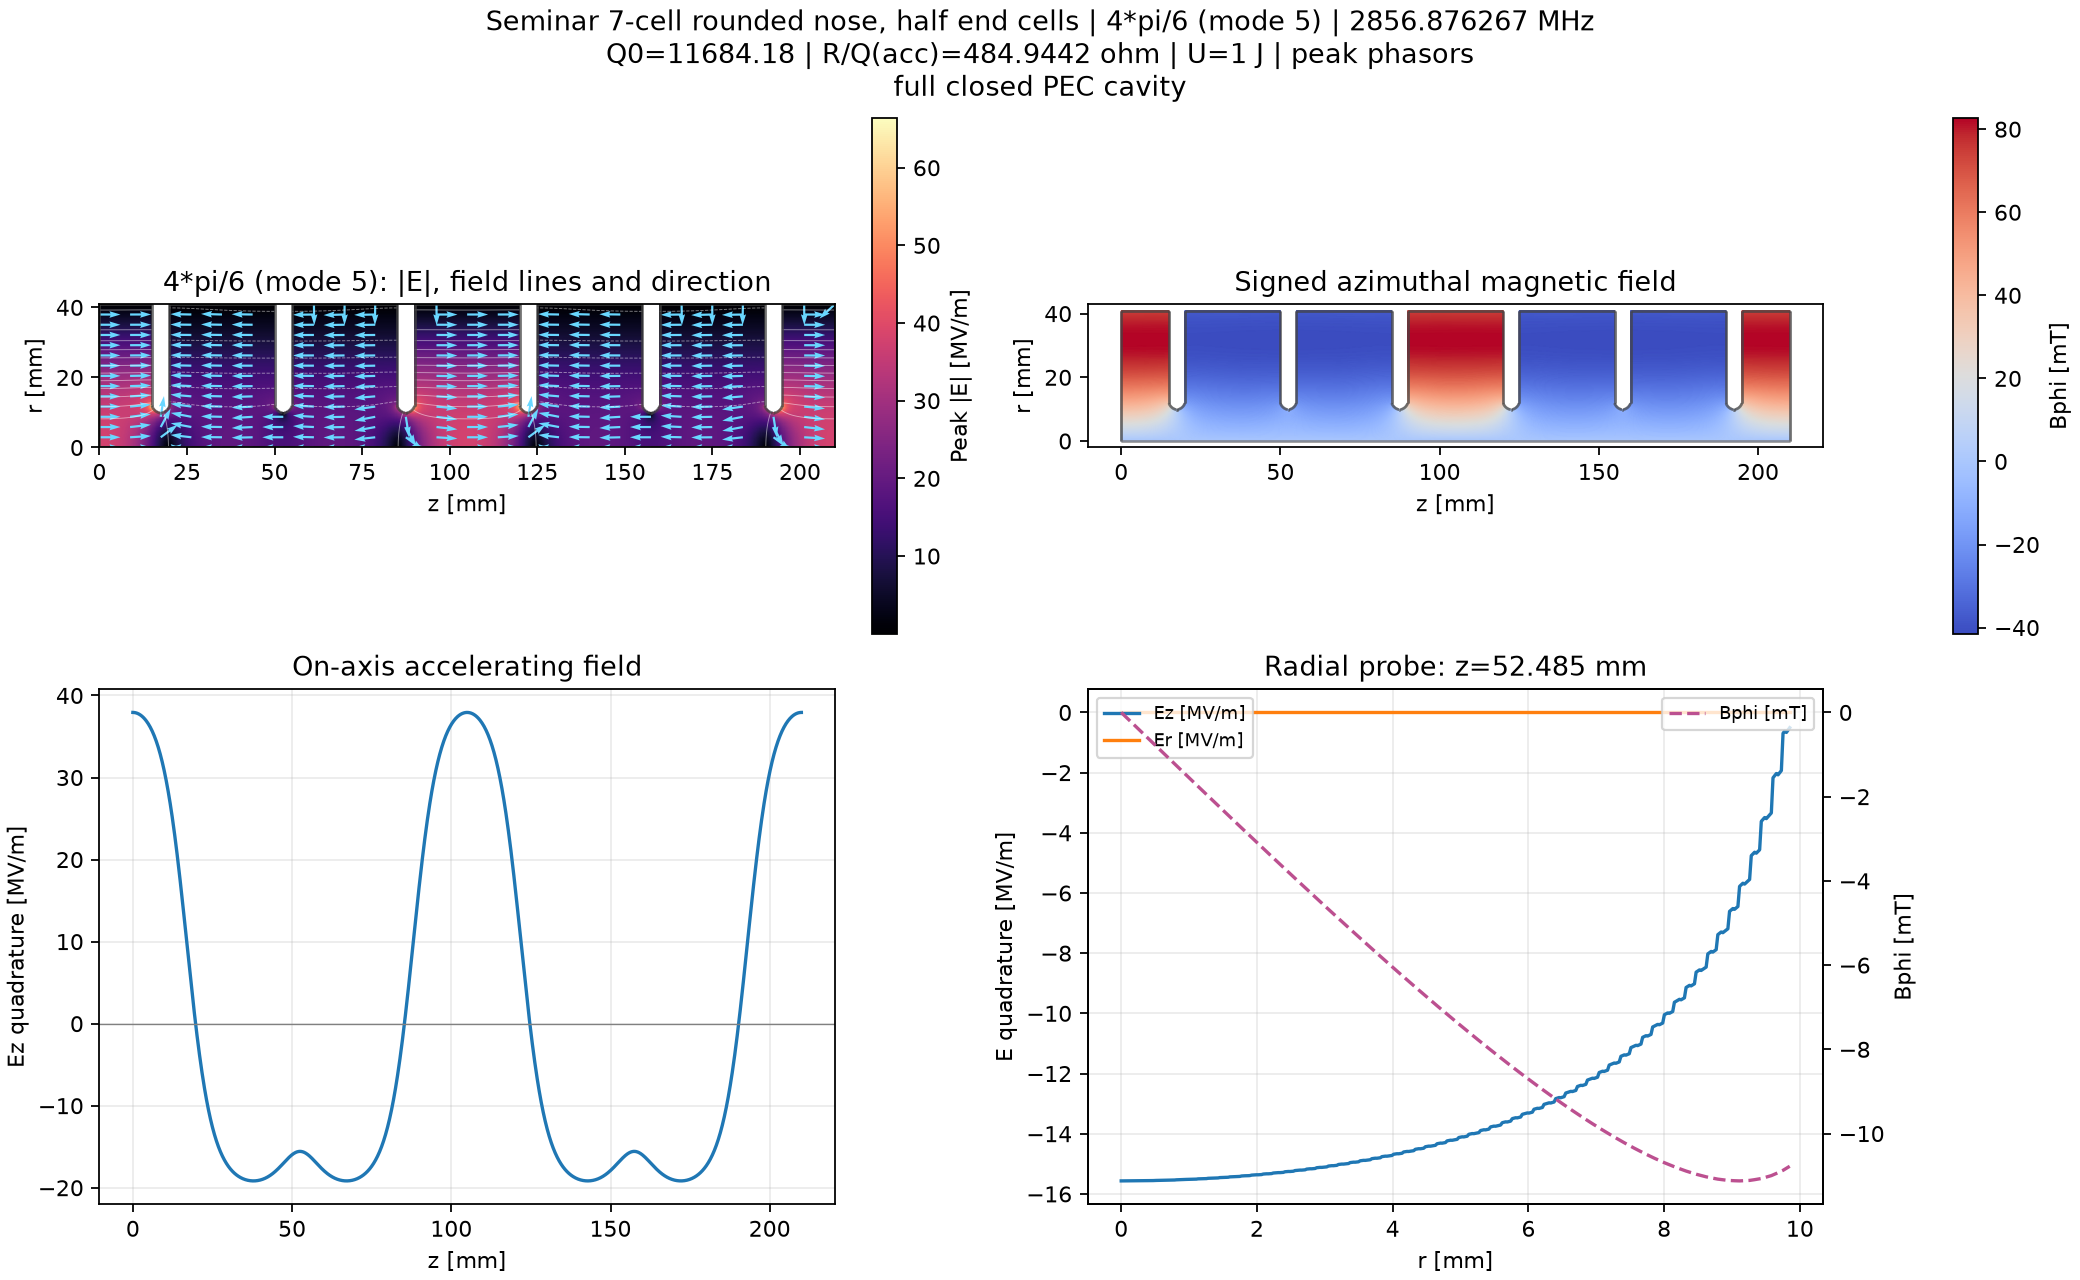 Seminar 7-cell rounded nose, half end cells | 4*pi/6 (mode 5) | 2856.876267 MHz
Q0=11684.18 | R/Q(acc)=484.9442 ohm | U=1 J | peak phasors
full closed PEC cavity
4*pi/6 (mode 5): |E|, field lines and direction
40
20
0
r [mm]
0 25 50 75 100 125 150 175 200
z [mm]
60
50
40
30
20
10
Peak |E| [MV/m]
Signed azimuthal magnetic field
40
20
0
r [mm]
0 50 100 150 200
z [mm]
80
60
40
20
0
−20
−40
Bphi [mT]
On-axis accelerating field
40
30
20
10
0
−10
−20
Ez quadrature [MV/m]
0 50 100 150 200
z [mm]
Radial probe: z=52.485 mm
Ez [MV/m]
Er [MV/m]
Bphi [mT]
0
−2
−4
−6
−8
−10
−12
−14
−16
E quadrature [MV/m]
0 2 4 6 8 10
r [mm]
0
−2
−4
−6
−8
−10
Bphi [mT]